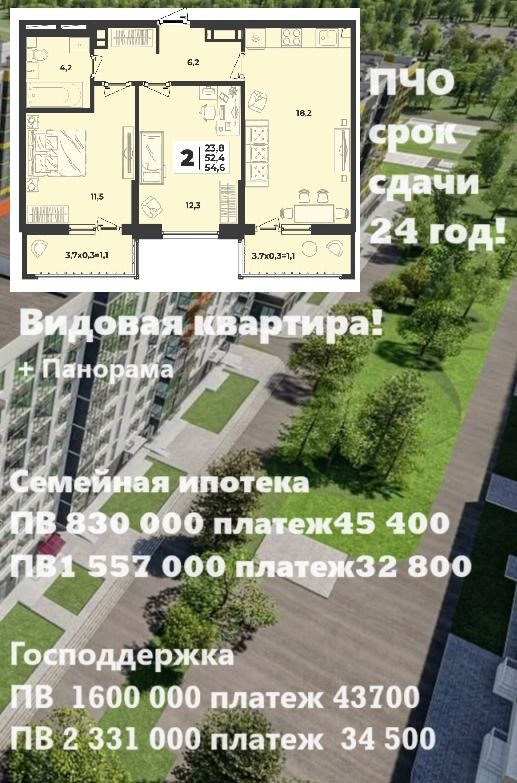 4,2
6,2
18,2
2
23,8
52,4
54,6
11,5
12,3
3,7х0,3=1,1
3.7х0,3=1,1
ПЧО
срок
сдачи
24 год!
Видовая квартира!
+ Панорама
Семейная ипотека
ПВ 830 000 платеж45 400
ПВ1 557 000 платеж32 800
Господдержка
ПВ 1600 000 платеж 43700
ПВ 2 331 000 платеж 34 500